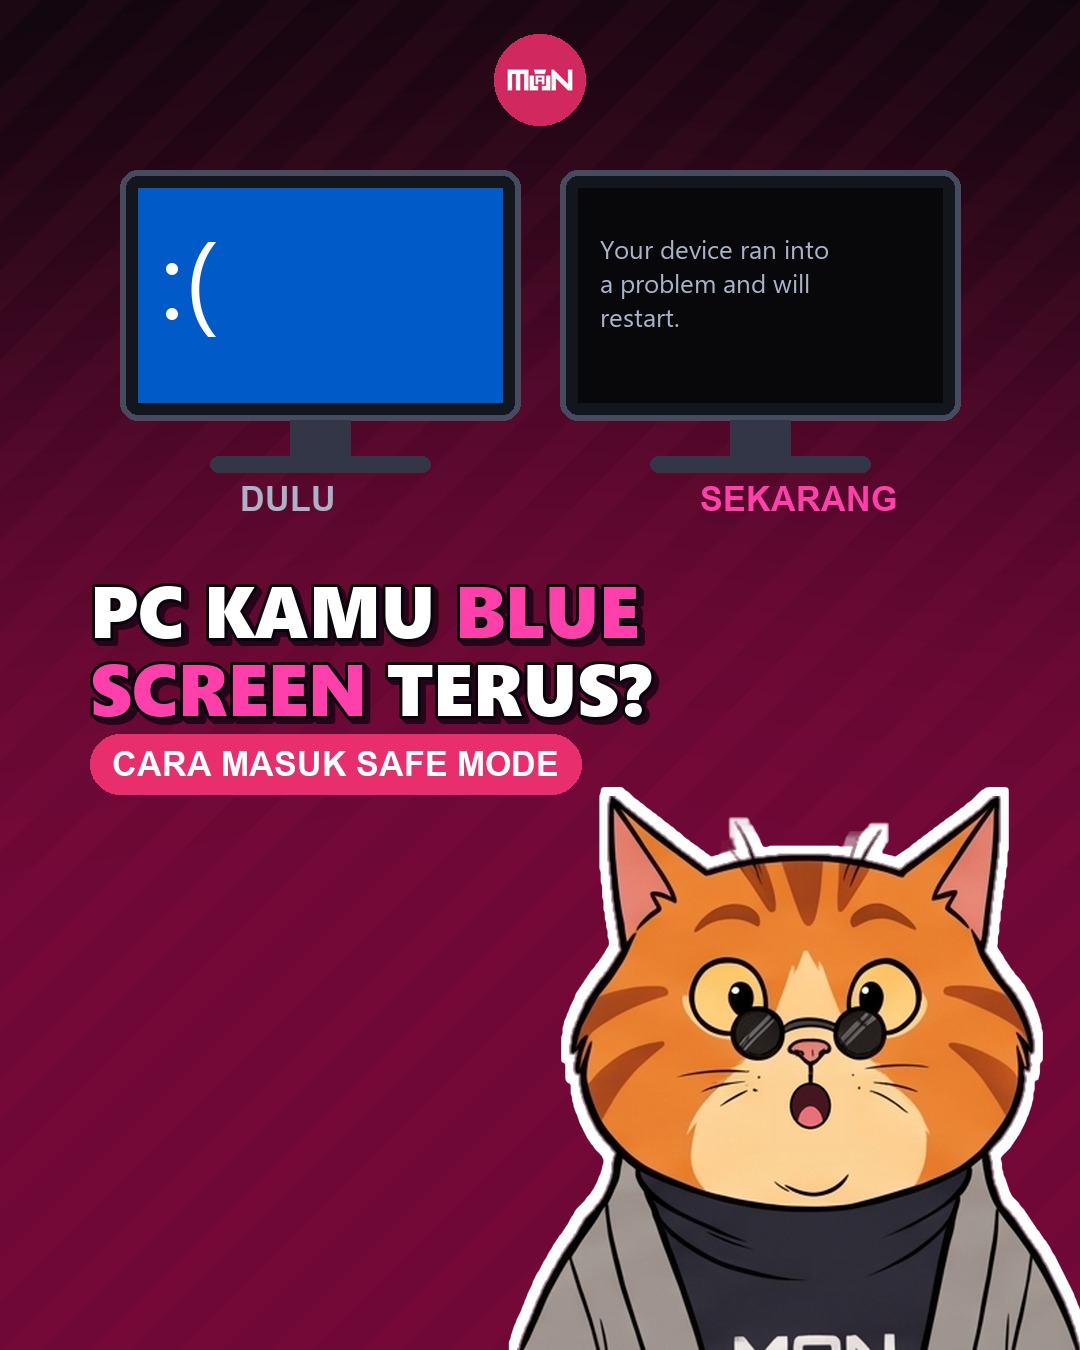 MAN
:(
Your device ran into
a problem and will
restart.
DULU
SEKARANG
PC KAMU BLUE
SCREEN TERUS?
CARA MASUK SAFE MODE